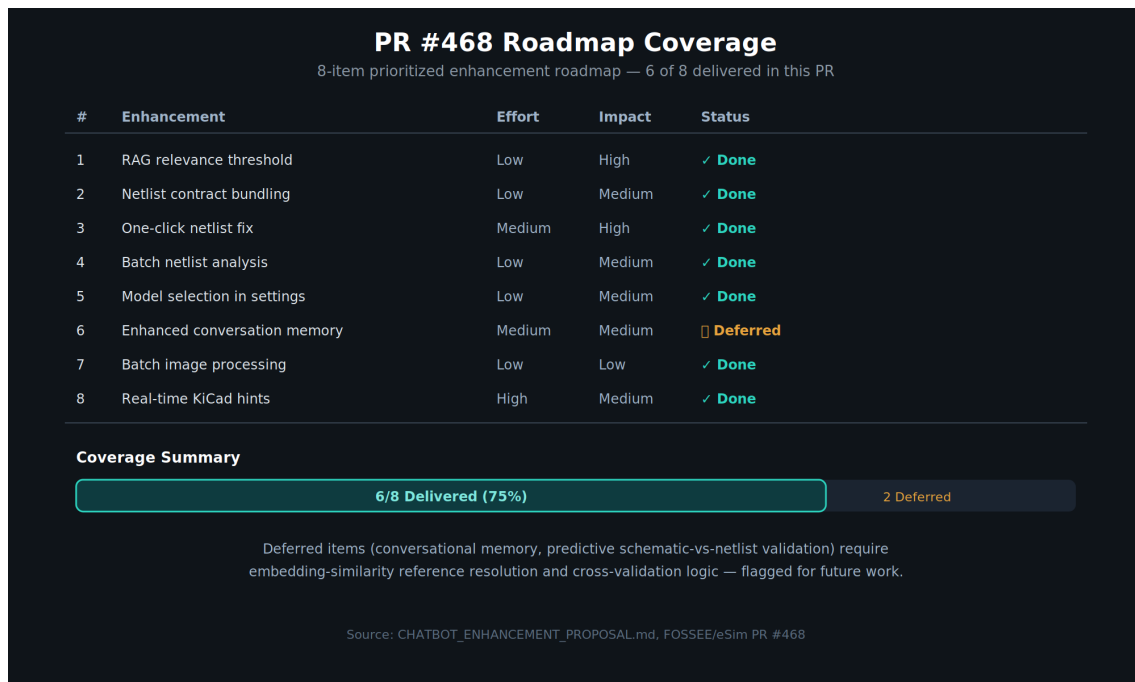 PR #468 Roadmap Coverage
8-item prioritized enhancement roadmap — 6 of 8 delivered in this PR
# Enhancement Effort Impact Status
1 RAG relevance threshold Low High ✓ Done
2 Netlist contract bundling Low Medium ✓ Done
3 One-click netlist fix Medium High ✓ Done
4 Batch netlist analysis Low Medium ✓ Done
5 Model selection in settings Low Medium ✓ Done
6 Enhanced conversation memory Medium Medium Deferred
7 Batch image processing Low Low ✓ Done
8 Real-time KiCad hints High Medium ✓ Done
Coverage Summary
6/8 Delivered (75%) 2 Deferred
Deferred items (conversational memory, predictive schematic-vs-netlist validation) require
embedding-similarity reference resolution and cross-validation logic — flagged for future work.
Source: CHATBOT_ENHANCEMENT_PROPOSAL.md, FOSSEE/eSim PR #468